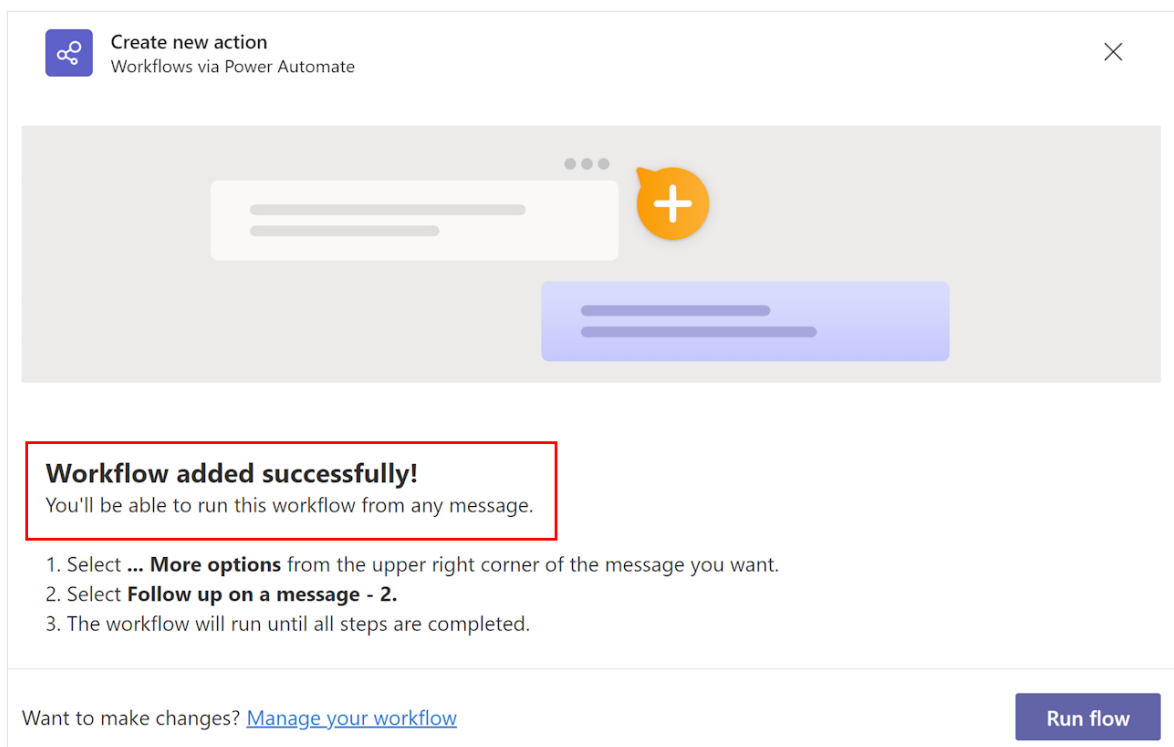 Create new action
Workflows via Power Automate
Workflow added successfully!
You'll be able to run this workflow from any message.
1. Select ... More options from the upper right corner of the message you want.
2. Select Follow up on a message - 2.
3. The workflow will run until all steps are completed.
Want to make changes? Manage your workflow
Run flow